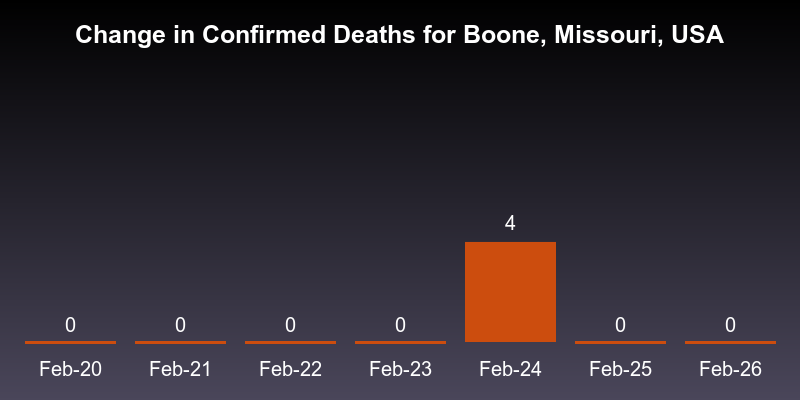 Change in Confirmed Deaths for Boone, Missouri, USA
4
0 0 0 0 0 0
Feb-20 Feb-21 Feb-22 Feb-23 Feb-24 Feb-25 Feb-26